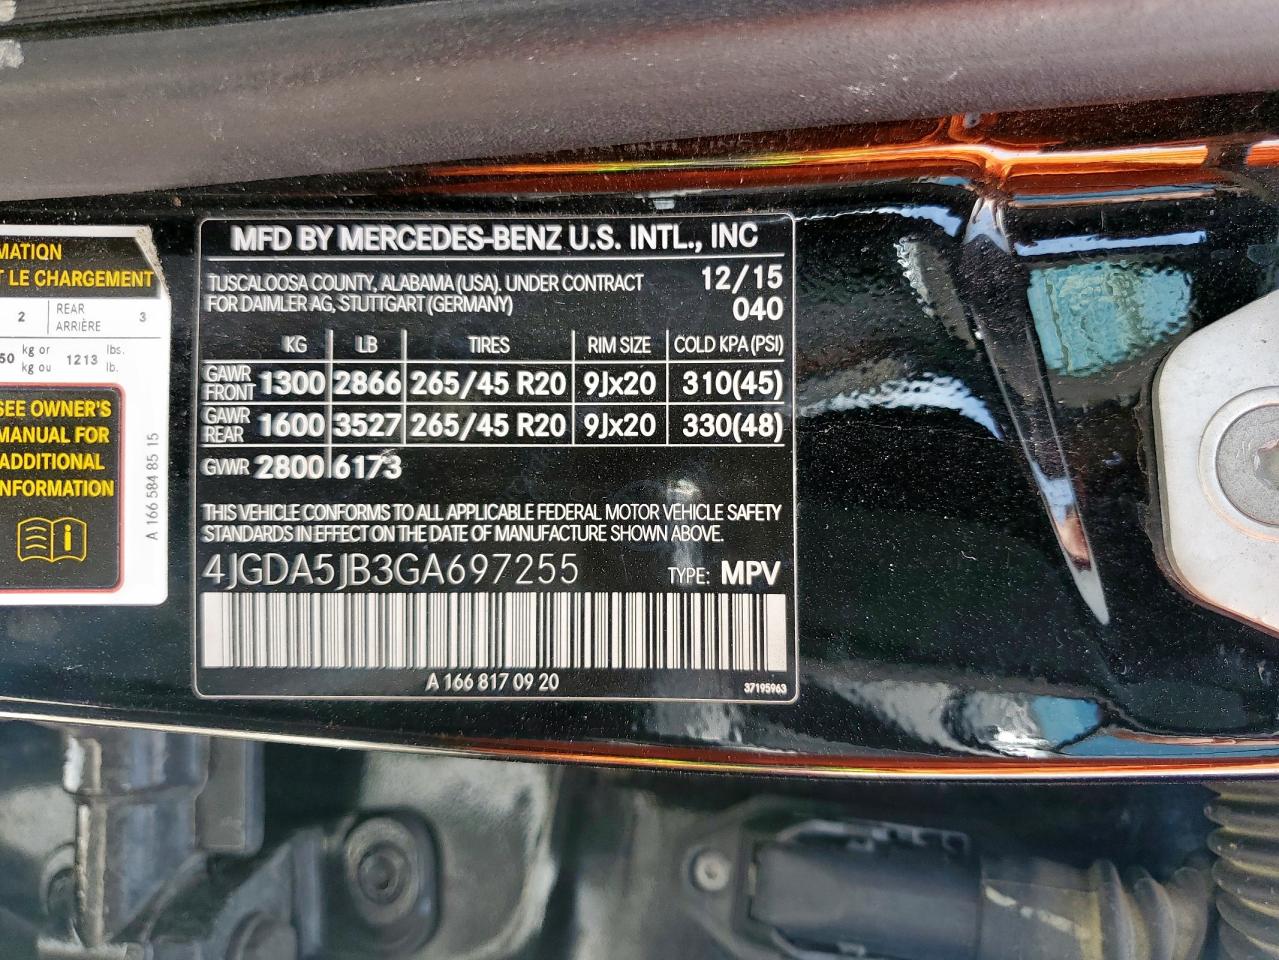 MATION
T LE CHARGEMENT
2 REAR ARRIÈRE 3
50 kg or kg ou 1213 lbs. lb.
SEE OWNER'S
MANUAL FOR
ADDITIONAL
NFORMATION
A 166 584 85 15
MFD BY MERCEDES-BENZ U.S. INTL., INC
TUSCALOOSA COUNTY, ALABAMA (USA). UNDER CONTRACT 12/15
FOR DAIMLER AG, STUTTGART (GERMANY) 040
KG LB TIRES RIM SIZE COLD KPA (PSI)
GAWR FRONT 1300 2866 265/45 R20 9Jx20 310(45)
GAWR REAR 1600 3527 265/45 R20 9Jx20 330(48)
GVWR 2800 6173
THIS VEHICLE CONFORMS TO ALL APPLICABLE FEDERAL MOTOR VEHICLE SAFETY
STANDARDS IN EFFECT ON THE DATE OF MANUFACTURE SHOWN ABOVE.
4JGDA5JB3GA697255 TYPE: MPV
A 166 817 09 20 37195963